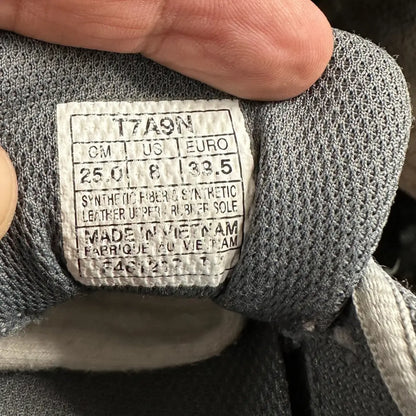 T7A9N
CM US EURO
25.0 8 39.5
SYNTHETIC FIBER & SYNTHETIC
LEATHER UPPER RUBBER SOLE
MADE IN VIETNAM
FABRIQUE AU VIETNAM